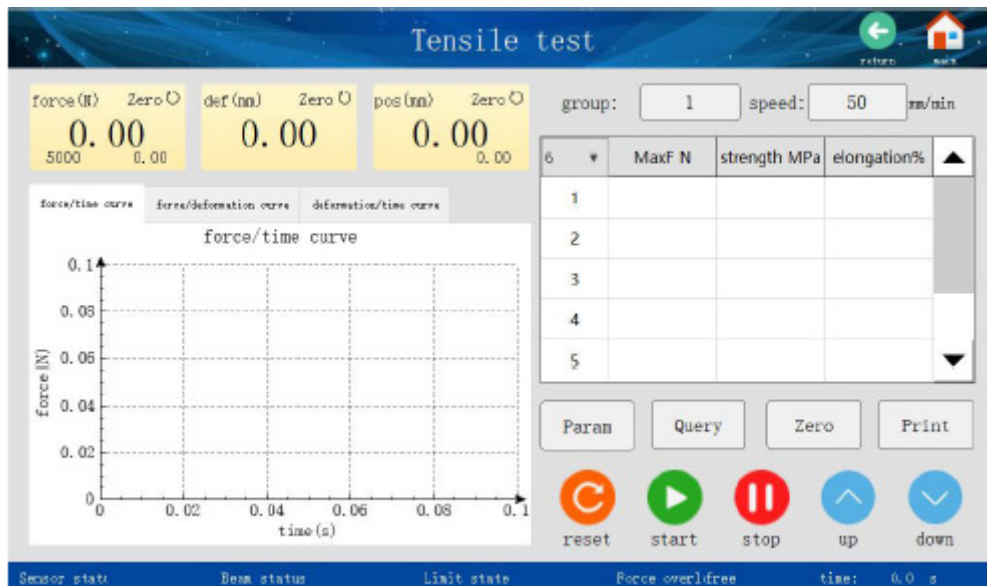 Tensile test
return
main
force(N) Zero
0.00
5000 0.00
def(mm) Zero
0.00
pos(mm) Zero
0.00
0.00
group: 1 speed: 50 mm/min
6 MaxF N strength MPa elongation%
1
2
3
4
5
force/time curve force/deformation curve deformation/time curve
force/time curve
0.1
0.08
0.06
0.04
0.02
0
force(N)
0 0.02 0.04 0.06 0.08 0.1
time(s)
Param Query Zero Print
reset start stop up down
Sensor statu Beam status Limit state Force overlfree time: 0.0 s